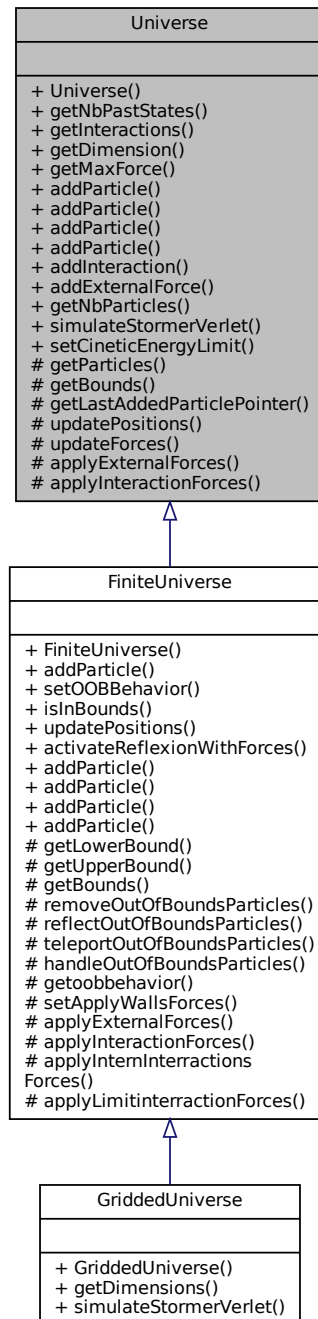 Universe
+ Universe()
+ getNbPastStates()
+ getInteractions()
+ getDimension()
+ getMaxForce()
+ addParticle()
+ addParticle()
+ addParticle()
+ addParticle()
+ addInteraction()
+ addExternalForce()
+ getNbParticles()
+ simulateStormerVerlet()
+ setCineticEnergyLimit()
# getParticles()
# getBounds()
# getLastAddedParticlePointer()
# updatePositions()
# updateForces()
# applyExternalForces()
# applyInteractionForces()
FiniteUniverse
+ FiniteUniverse()
+ addParticle()
+ setOOBBehavior()
+ isInBounds()
+ updatePositions()
+ activateReflexionWithForces()
+ addParticle()
+ addParticle()
+ addParticle()
+ addParticle()
# getLowerBound()
# getUpperBound()
# getBounds()
# removeOutOfBoundsParticles()
# reflectOutOfBoundsParticles()
# teleportOutOfBoundsParticles()
# handleOutOfBoundsParticles()
# getoobbehavior()
# setApplyWallsForces()
# applyExternalForces()
# applyInteractionForces()
# applyInternInterractions
Forces()
# applyLimitinterractionForces()
GriddedUniverse
+ GriddedUniverse()
+ getDimensions()
+ simulateStormerVerlet()